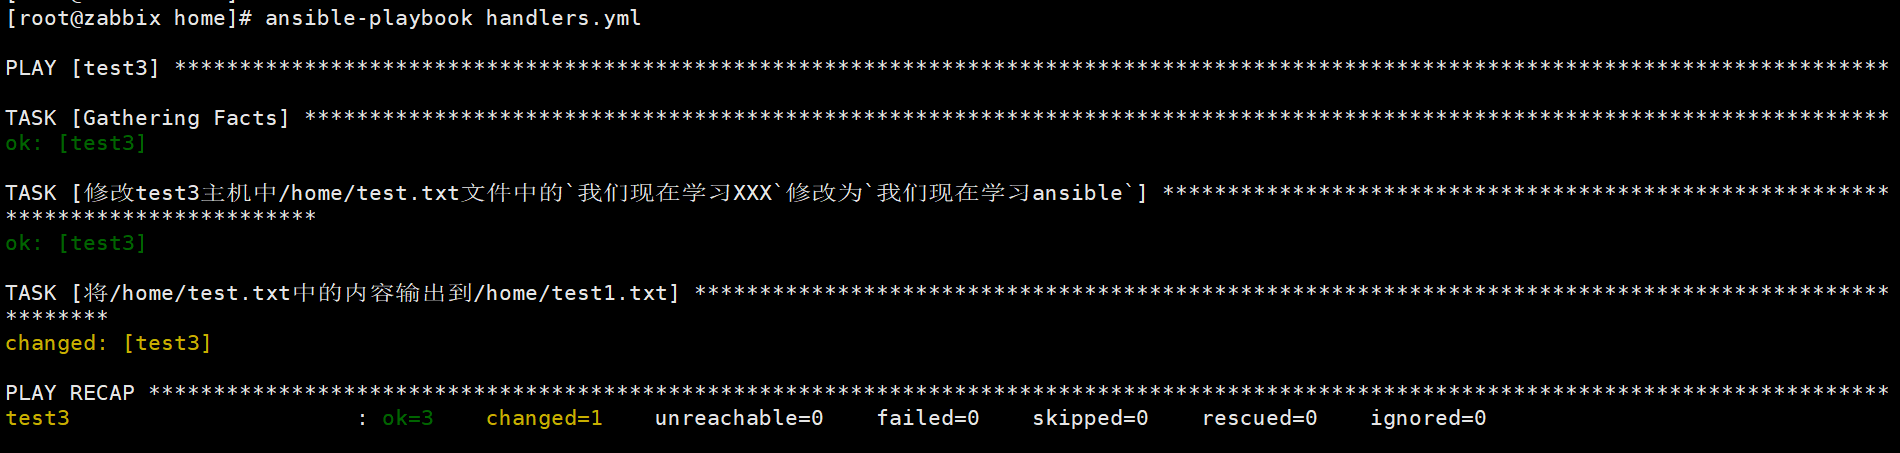 [root@zabbix home]# ansible-playbook handlers.yml
PLAY [test3] ************************************************************************************************************************************
TASK [Gathering Facts] **************************************************************************************************************************
ok: [test3]
TASK [修改test3主机中/home/test.txt文件中的`我们现在学习XXX`修改为`我们现在学习ansible`] ********************************************************
************************
ok: [test3]
TASK [将/home/test.txt中的内容输出到/home/test1.txt] ********************************************************************************************
********
changed: [test3]
PLAY RECAP **************************************************************************************************************************************
test3 : ok=3 changed=1 unreachable=0 failed=0 skipped=0 rescued=0 ignored=0